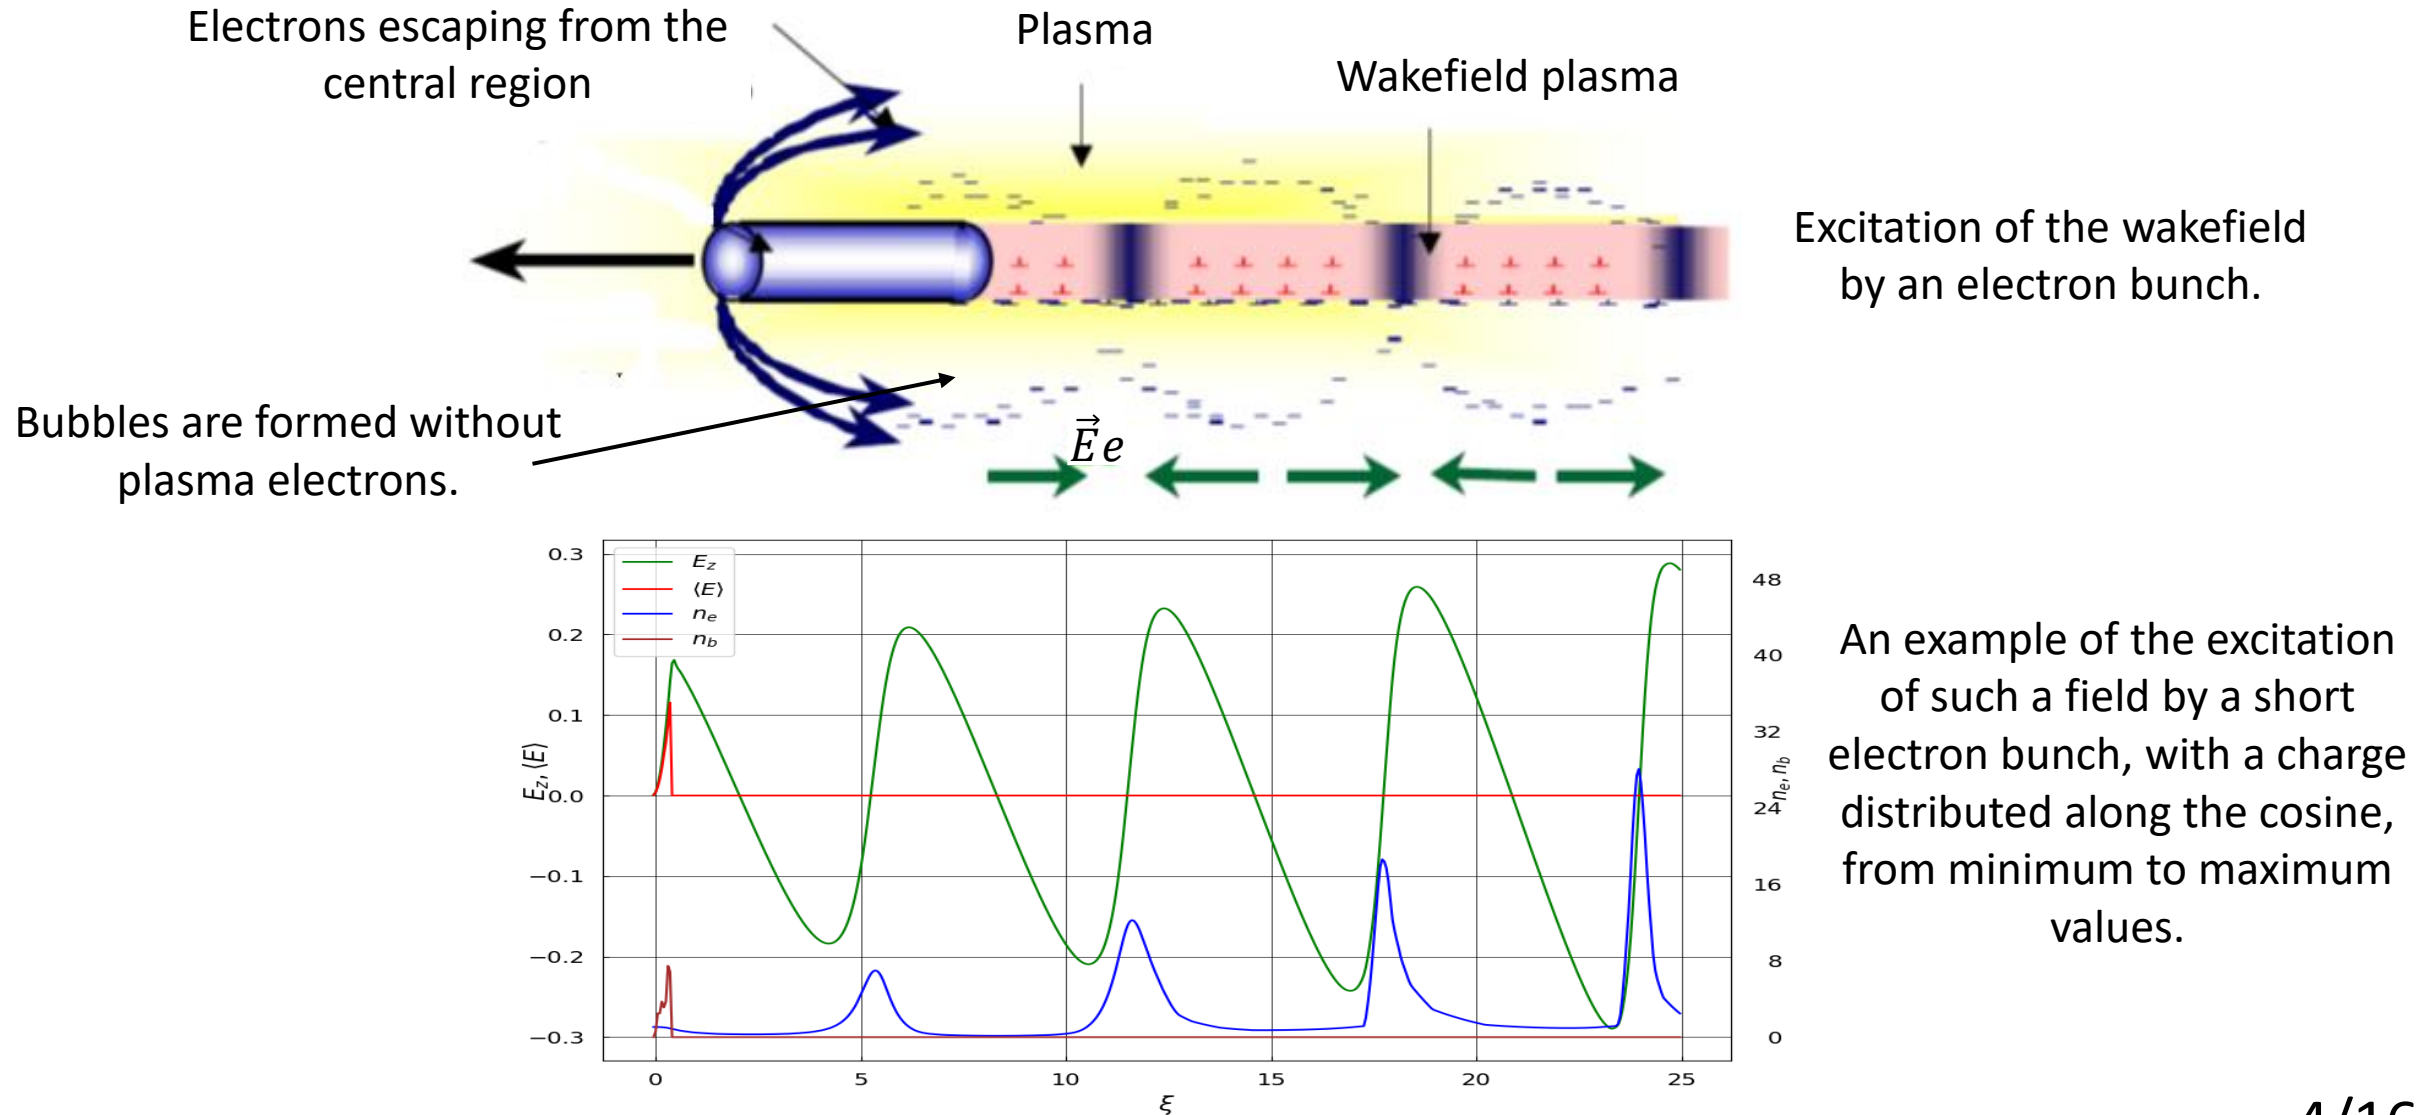 Electrons escaping from the
central region
Plasma
Wakefield plasma
Excitation of the wakefield
by an electron bunch.
Bubbles are formed without
plasma electrons.
E⃗e
E_z
⟨E⟩
n_e
n_b
0.3
0.2
0.1
0.0
−0.1
−0.2
−0.3
E_z, ⟨E⟩
48
40
32
24
16
8
0
n_e, n_b
0
5
10
15
20
25
ξ
An example of the excitation
of such a field by a short
electron bunch, with a charge
distributed along the cosine,
from minimum to maximum
values.
4/16